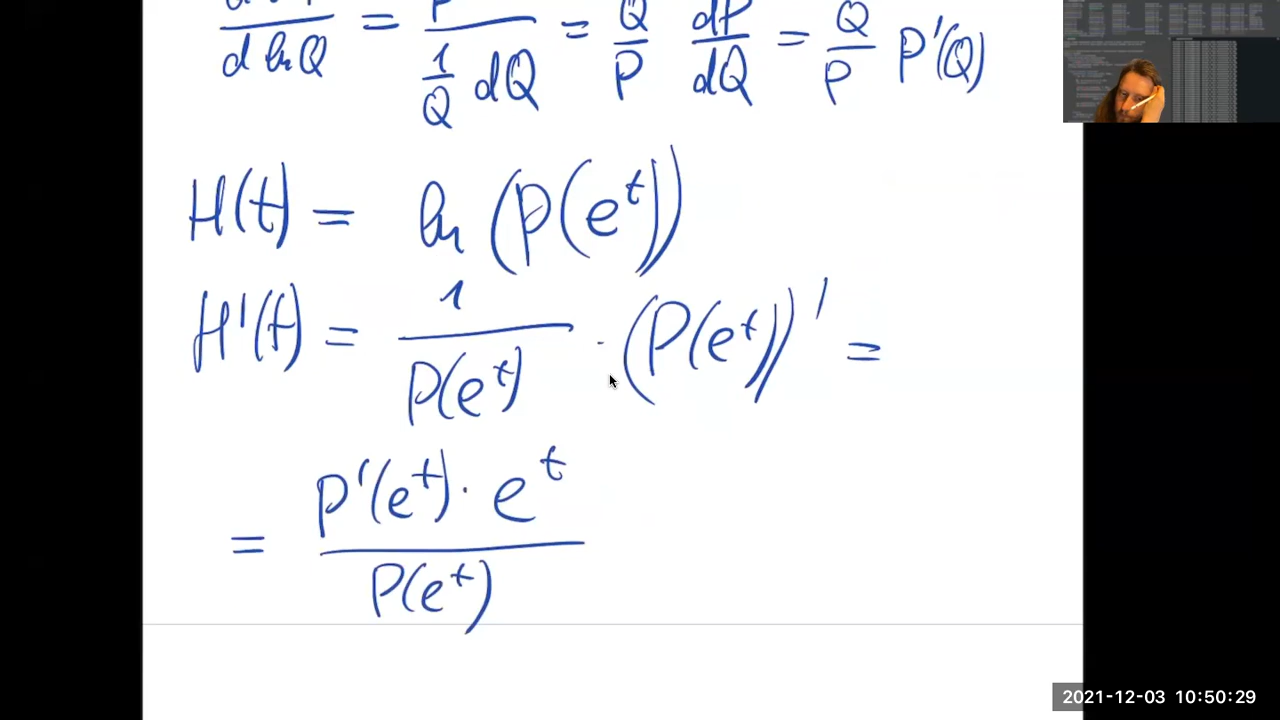 d ln Q = 1/Q dQ = Q/P dP/dQ = Q/P P'(Q)
H(t) = ln (P(e^t))
H'(t) = 1/P(e^t) · (P(e^t))' =
= P'(e^t) · e^t / P(e^t)
2021-12-03 10:50:29